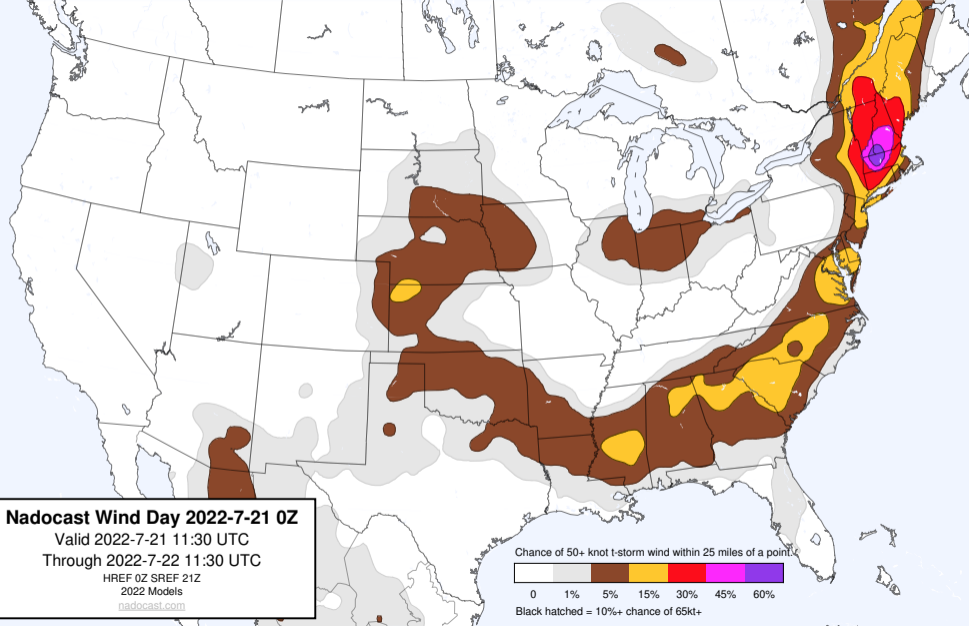 Nadocast Wind Day 2022-7-21 0Z
Valid 2022-7-21 11:30 UTC
Through 2022-7-22 11:30 UTC
HREF 0Z SREF 21Z
2022 Models
nadocast.com
Chance of 50+ knot t-storm wind within 25 miles of a point.
0 1% 5% 15% 30% 45% 60%
Black hatched = 10%+ chance of 65kt+